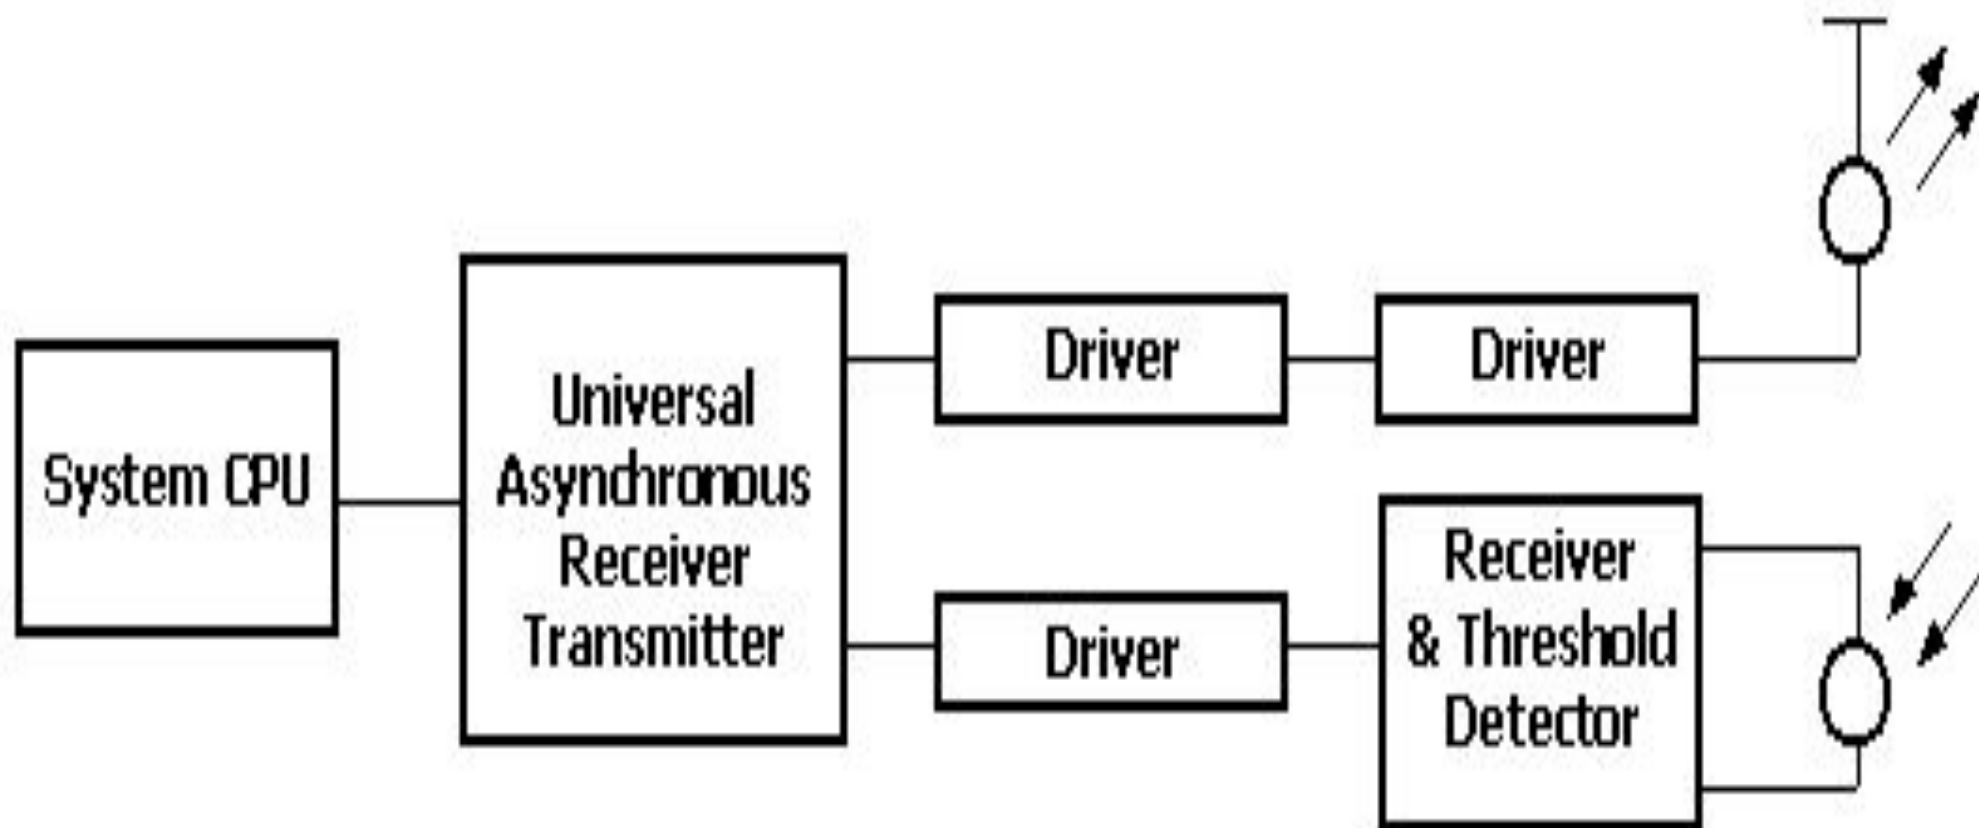 System CPU
Universal
Asynchronous
Receiver
Transmitter
Driver
Driver
Driver
Receiver
& Threshold
Detector